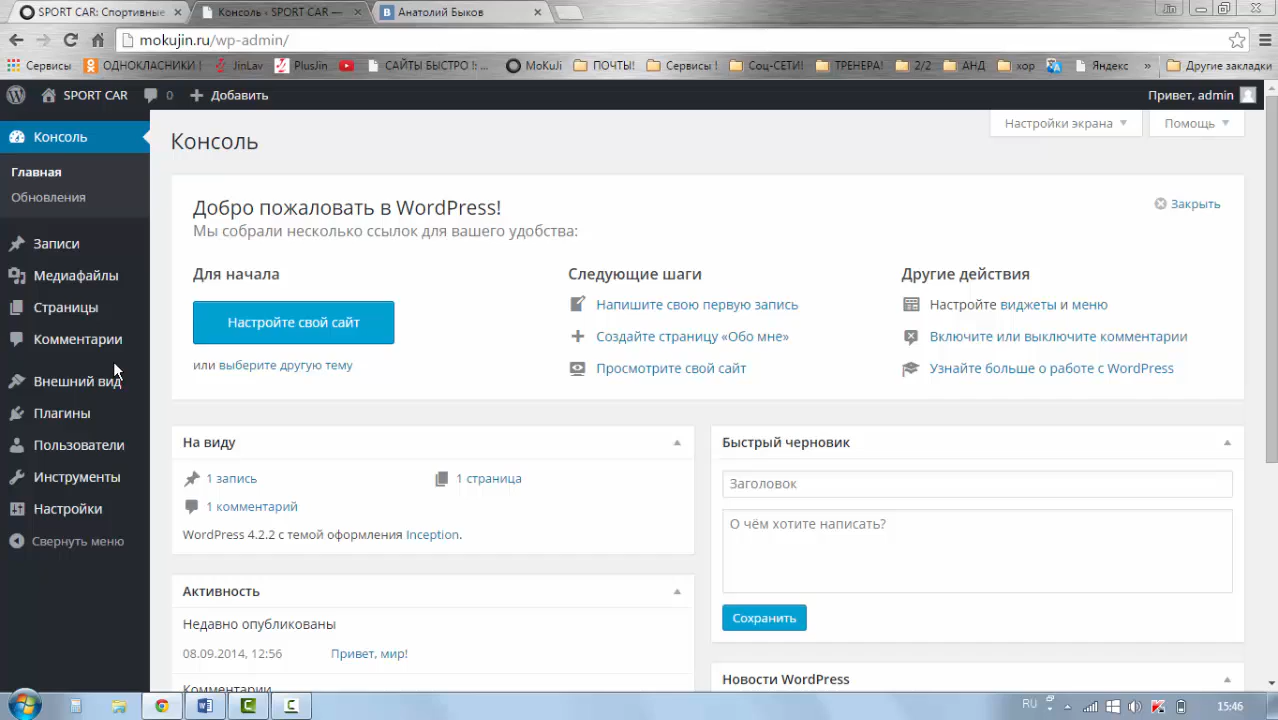 SPORT CAR: Спортивные
Консоль ‹ SPORT CAR —
Анатолий Быков
Jin
mokujin.ru/wp-admin/
Сервисы
ОДНОКЛАСНИКИ !
JinLav
PlusJin
САЙТЫ БЫСТРО !: ...
MoKuJi
ПОЧТЫ!
Сервисы !
Соц-СЕТИ!
ТРЕНЕРА!
2/2
АНД
хор
Яндекс
»
Другие закладки
SPORT CAR
0
Добавить
Привет, admin
Консоль
Главная
Обновления
Записи
Медиафайлы
Страницы
Комментарии
Внешний вид
Плагины
Пользователи
Инструменты
Настройки
Свернуть меню
Настройки экрана
Помощь
Консоль
Добро пожаловать в WordPress!
Закрыть
Мы собрали несколько ссылок для вашего удобства:
Для начала
Настройте свой сайт
или выберите другую тему
Следующие шаги
Напишите свою первую запись
Создайте страницу «Обо мне»
Просмотрите свой сайт
Другие действия
Настройте виджеты и меню
Включите или выключите комментарии
Узнайте больше о работе с WordPress
На виду
1 запись
1 страница
1 комментарий
WordPress 4.2.2 с темой оформления Inception.
Активность
Недавно опубликованы
08.09.2014, 12:56
Привет, мир!
Комментарии
Быстрый черновик
Заголовок
О чём хотите написать?
Сохранить
Новости WordPress
RU
15:46